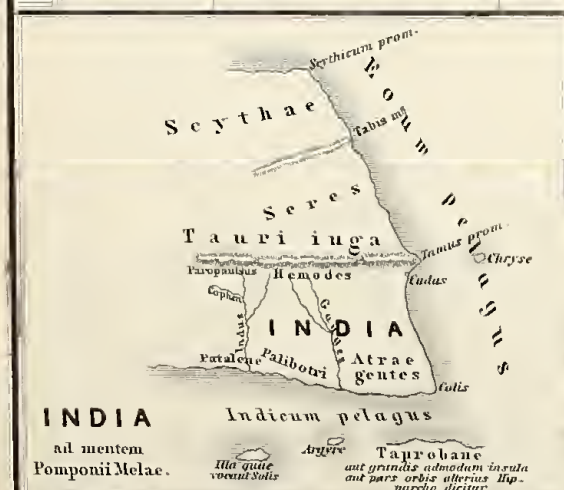 Scythicum prom.
Eoum pelagus
Scythae
Tabis ms
Seres
Tauri iuga
Tamus prom.
Chryse
Paropanisus
Hemodes
Cudas
Cophen
Indus
Ganges
INDIA
Patalene
Palibotri
Atrae
gentes
Colis
INDIA
ad mentem
Pomponii Melae.
Indicum pelagus
Illa quae
vocant Solis
Argyre
Taprobane
aut grandis admodum insula
aut pars orbis alterius Hip-
parcho dicitur